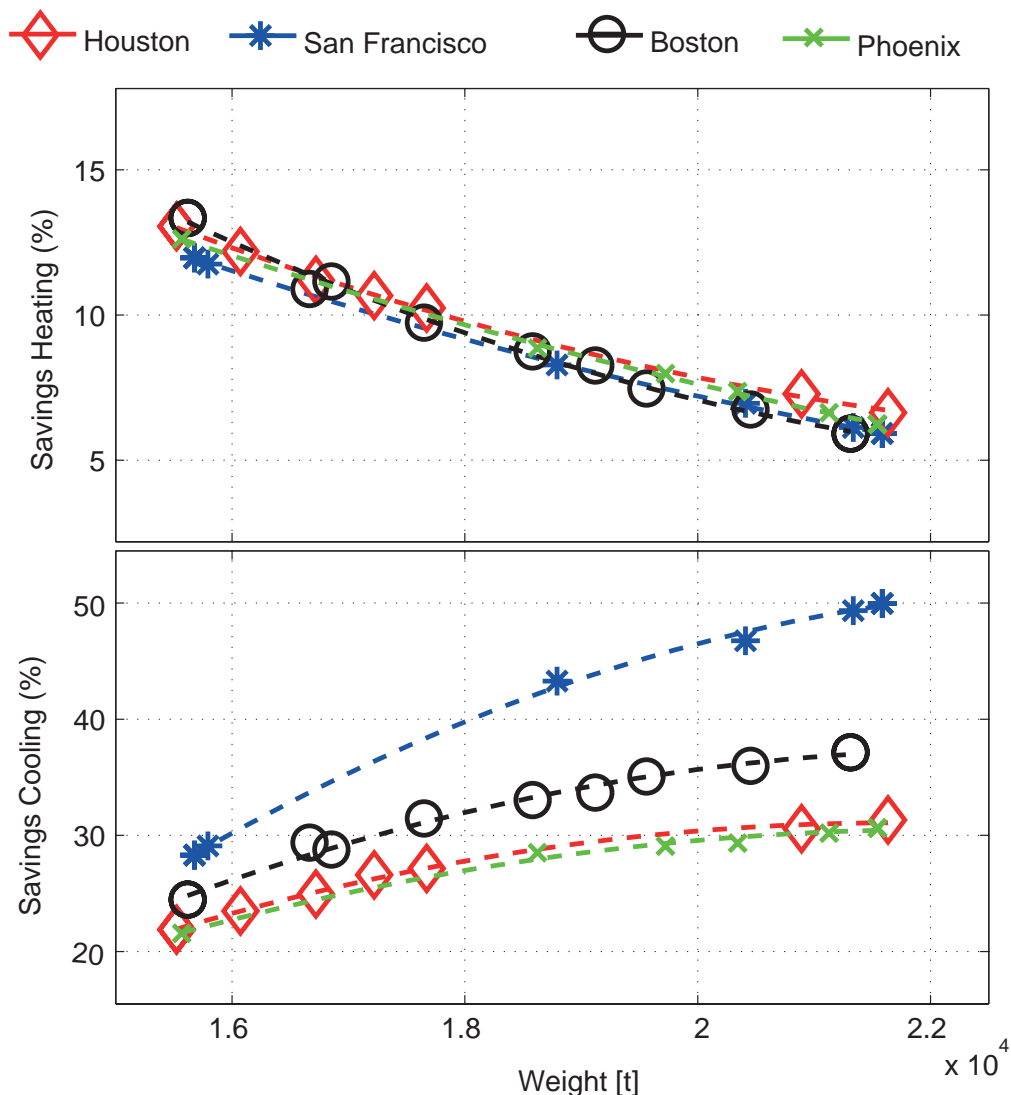 Houston San Francisco Boston Phoenix
15
10
5
Savings Heating (%)
50
40
30
20
Savings Cooling (%)
1.6 1.8 2 2.2
x 10^4
Weight [t]